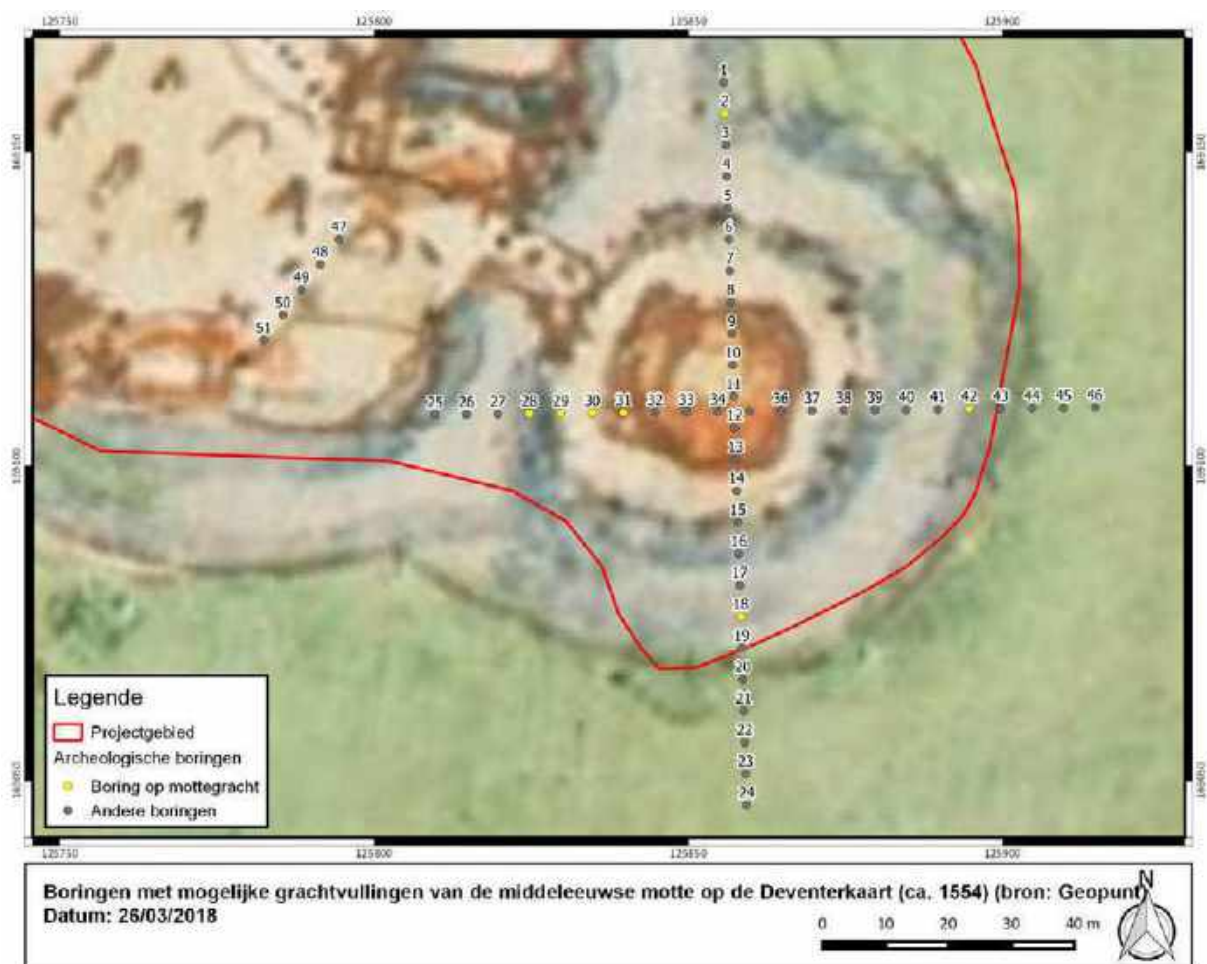 125750 125800 125850 125900
1
2
3
4
5
6
7
8
9
10
11
12
13
14
15
16
17
18
19
20
21
22
23
24
47
48
49
50
51
25 26 27 28 29 30 31 32 33 34 36 37 38 39 40 41 42 43 44 45 46
Legende
Projectgebied
Archeologische boringen
Boring op mottegracht
Andere boringen
125750 125800 125850 125900
Boringen met mogelijke grachtvullingen van de middeleeuwse motte op de Deventerkaart (ca. 1554) (bron: Geopunt)
Datum: 26/03/2018
N
0 10 20 30 40 m